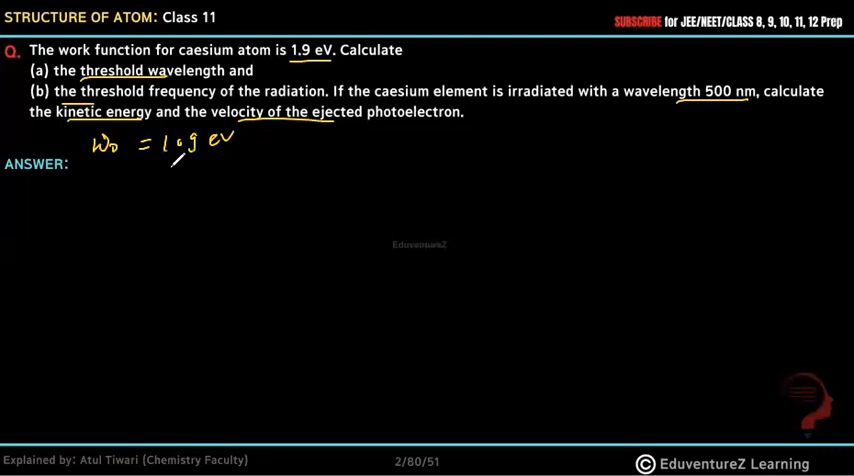 STRUCTURE OF ATOM: Class 11
SUBSCRIBE for JEE/NEET/CLASS 8, 9, 10, 11, 12 Prep
Q. The work function for caesium atom is 1.9 eV. Calculate
(a) the threshold wavelength and
(b) the threshold frequency of the radiation. If the caesium element is irradiated with a wavelength 500 nm, calculate
the kinetic energy and the velocity of the ejected photoelectron.
W₀ = 1.9 eV
ANSWER:
EduventureZ
Explained by: Atul Tiwari (Chemistry Faculty)
2/80/51
© EduventureZ Learning